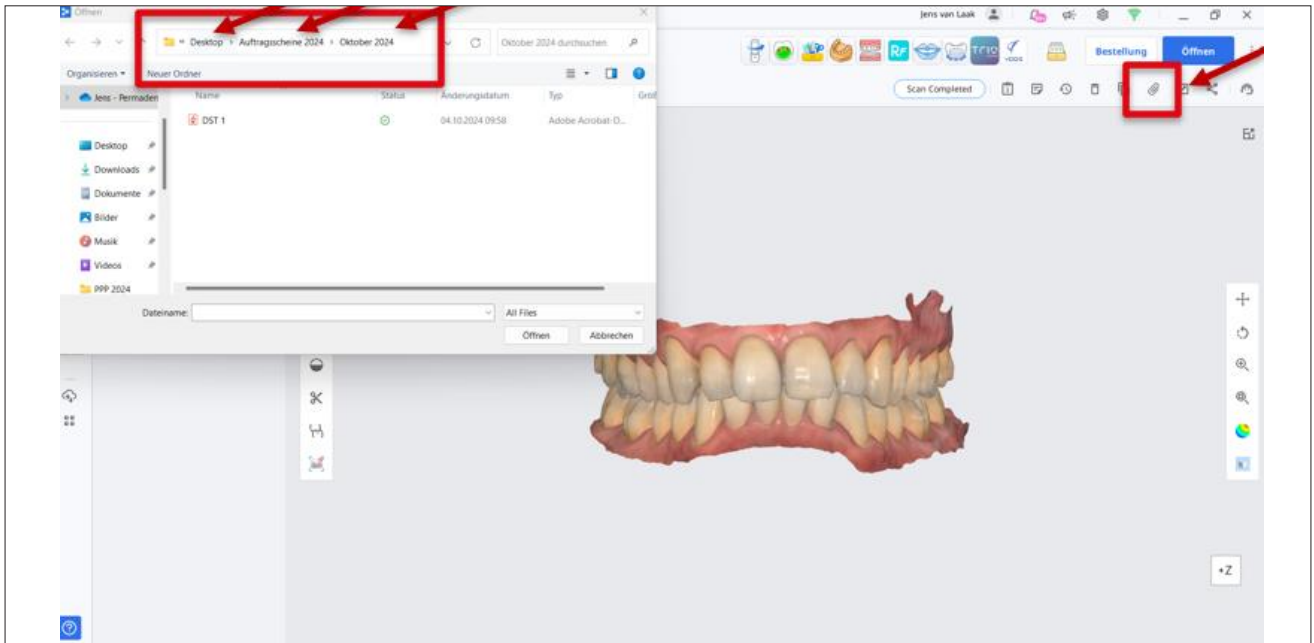 Öffnen
Jens van Laak
Desktop › Auftragsscheine 2024 › Oktober 2024
Oktober 2024 durchsuchen
Organisieren
Neuer Ordner
Bestellung
Öffnen
Scan Completed
Jens - Permaden
Name
Status
Änderungsdatum
Typ
DST 1
04.10.2024 09:58
Adobe Acrobat-D...
Desktop
Downloads
Dokumente
Bilder
Musik
Videos
PPP 2024
Dateiname:
All Files
Öffnen
Abbrechen
+Z